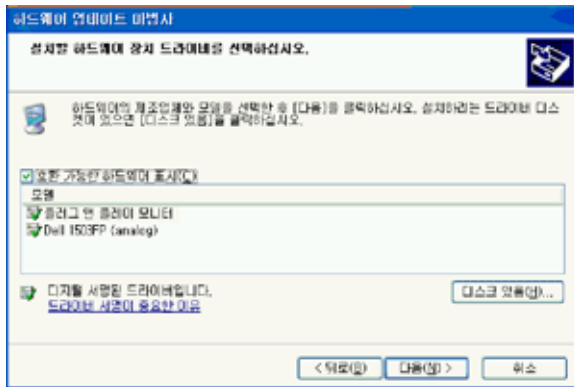 하드웨어 업데이트 마법사
설치할 하드웨어 장치 드라이버를 선택하십시오.
하드웨어의 제조업체와 모델을 선택한 후 [다음]을 클릭하십시오. 설치하려는 드라이버 디스
켓이 있으면 [디스크 있음]을 클릭하십시오.
호환 가능한 하드웨어 표시(C)
모델
플러그 앤 플레이 모니터
Dell 1503FP (analog)
디지털 서명된 드라이버입니다.
드라이버 서명이 중요한 이유
디스크 있음(H)...
< 뒤로(B)
다음(N) >
취소